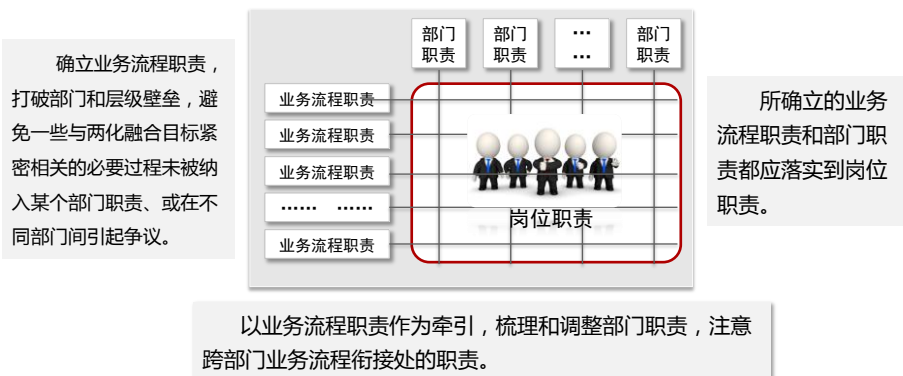 确立业务流程职责，
打破部门和层级壁垒，避
免一些与两化融合目标紧
密相关的必要过程未被纳
入某个部门职责、或在不
同部门间引起争议。
部门
职责
部门
职责
…
…
部门
职责
业务流程职责
业务流程职责
业务流程职责
…… ……
业务流程职责
岗位职责
所确立的业务
流程职责和部门职
责都应落实到岗位
职责。
以业务流程职责作为牵引，梳理和调整部门职责，注意
跨部门业务流程衔接处的职责。